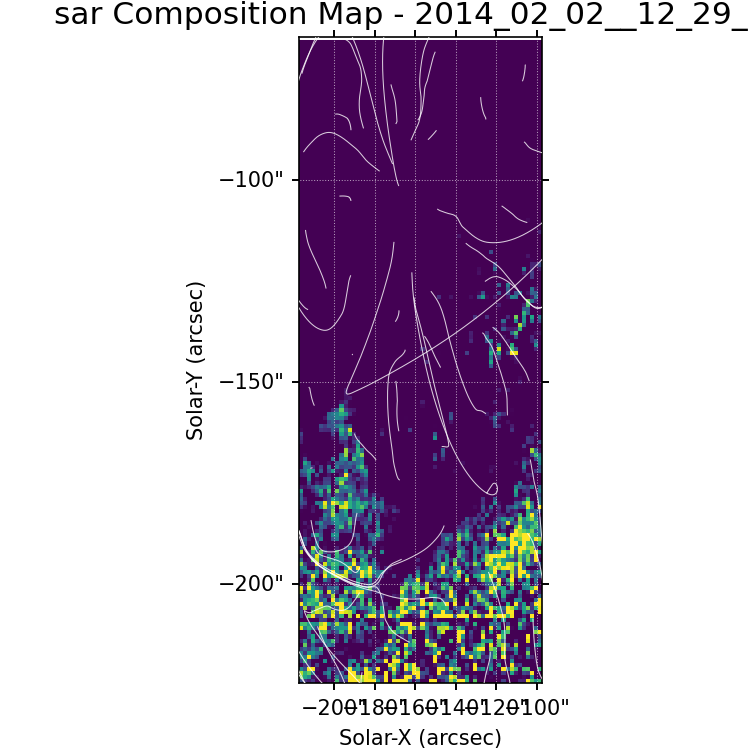 sar Composition Map - 2014_02_02__12_29_
−100"
−150"
−200"
Solar-Y (arcsec)
−200" −180" −160" −140" −120" −100"
Solar-X (arcsec)